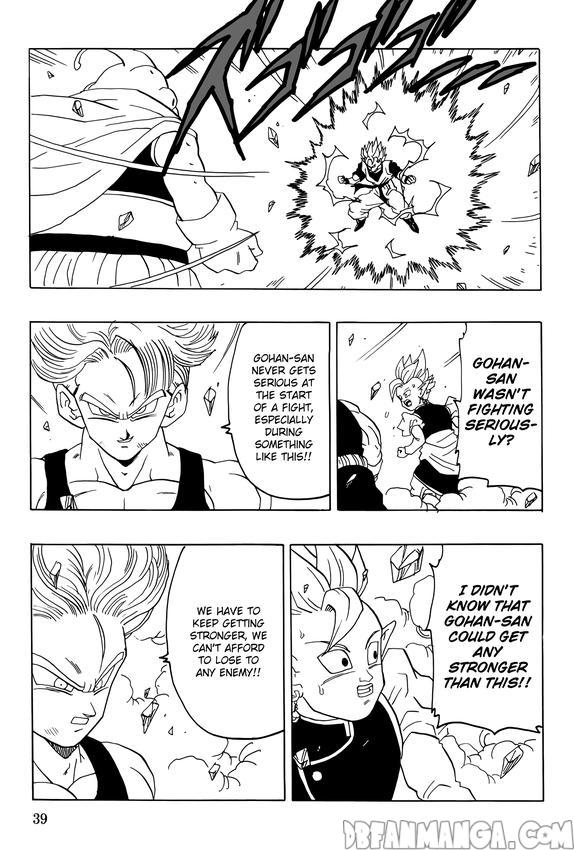 GOHAN-
SAN
WASN'T
FIGHTING
SERIOUS-
LY?
GOHAN-SAN
NEVER GETS
SERIOUS AT
THE START
OF A FIGHT,
ESPECIALLY
DURING
SOMETHING
LIKE THIS!!
I DIDN'T
KNOW THAT
GOHAN-SAN
COULD GET
ANY
STRONGER
THAN THIS!!
WE HAVE TO
KEEP GETTING
STRONGER, WE
CAN'T AFFORD
TO LOSE TO
ANY ENEMY!!
39
DBFANMANGA.COM